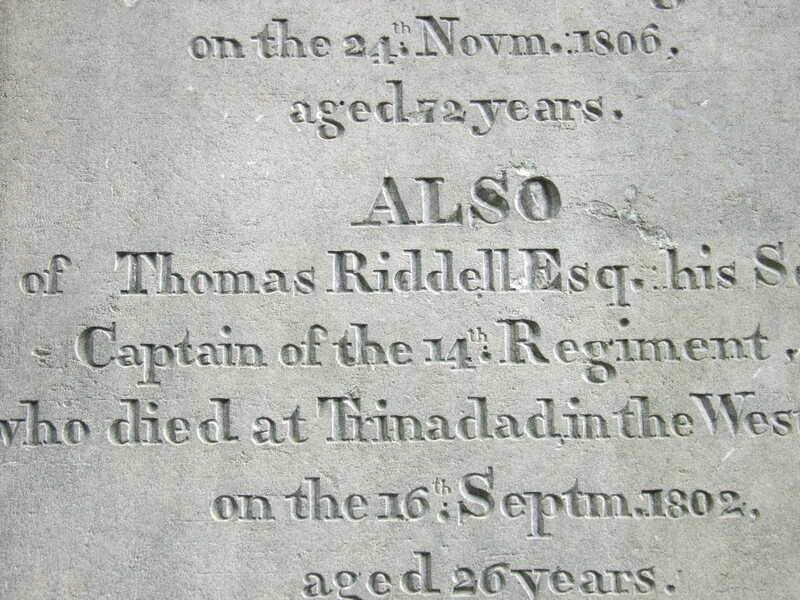 on the 24th. Novm. 1806,
aged 72 years.
ALSO
of Thomas Riddell Esq. his
Captain of the 14th. Regiment,
who died at Trinadad, in the West
on the 16th. Septm. 1802,
aged 26 years.